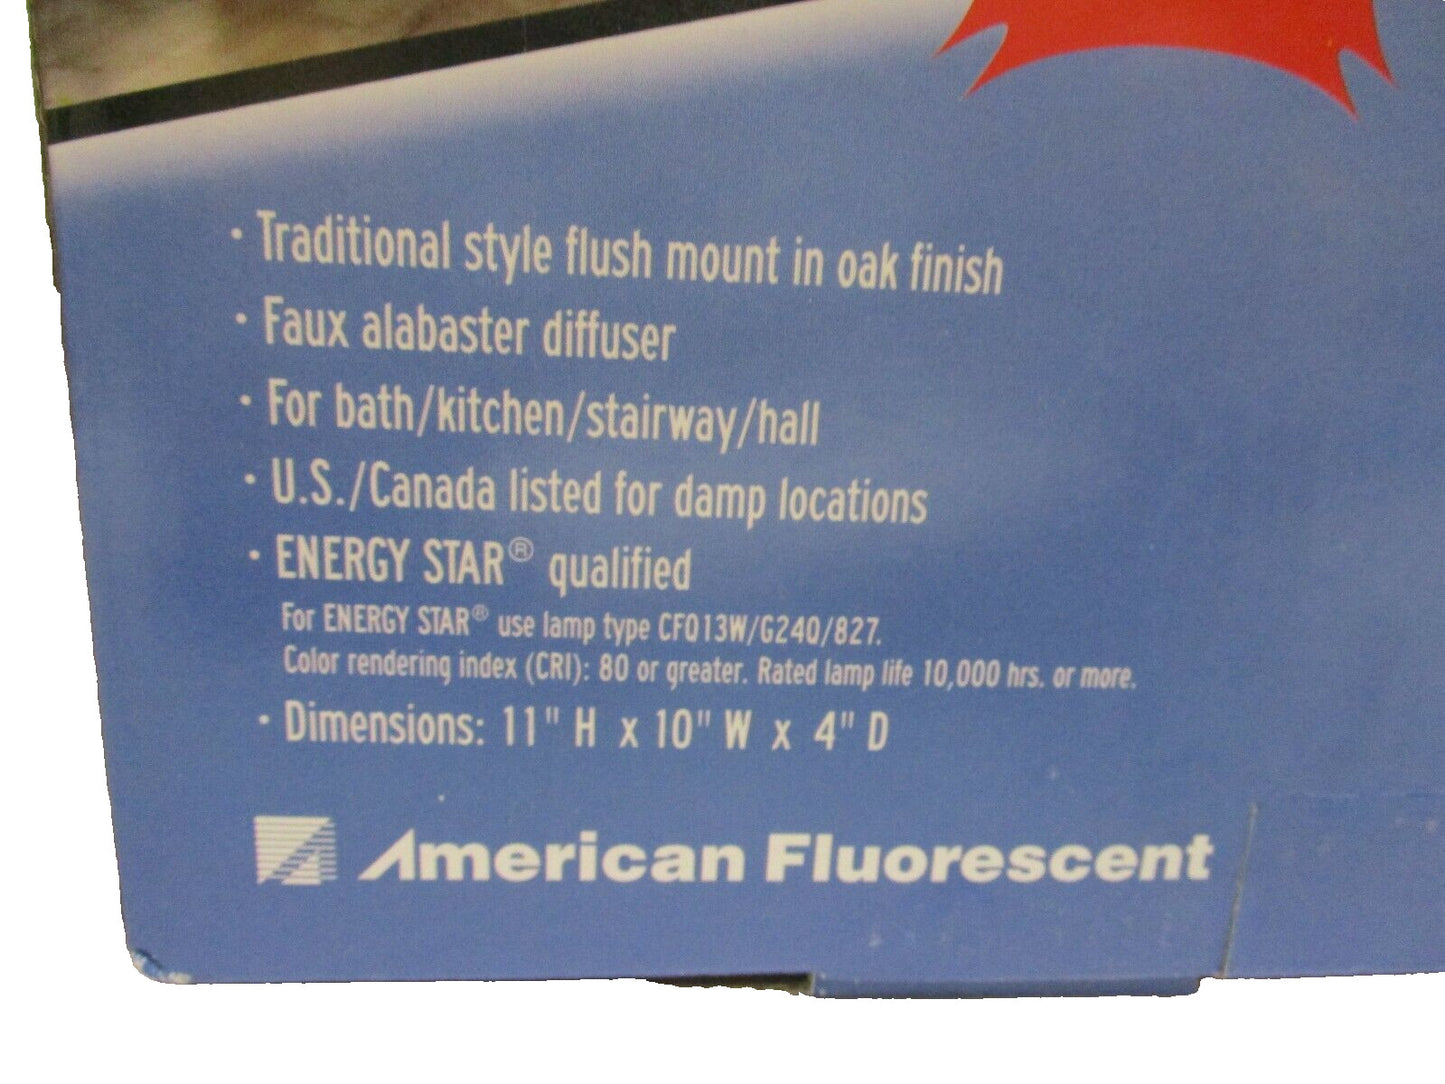 · Traditional style flush mount in oak finish
· Faux alabaster diffuser
· For bath/kitchen/stairway/hall
· U.S./Canada listed for damp locations
· ENERGY STAR® qualified
For ENERGY STAR® use lamp type CFQ13W/G24Q/827.
Color rendering index (CRI): 80 or greater. Rated lamp life 10,000 hrs. or more.
· Dimensions: 11" H x 10" W x 4" D
American Fluorescent